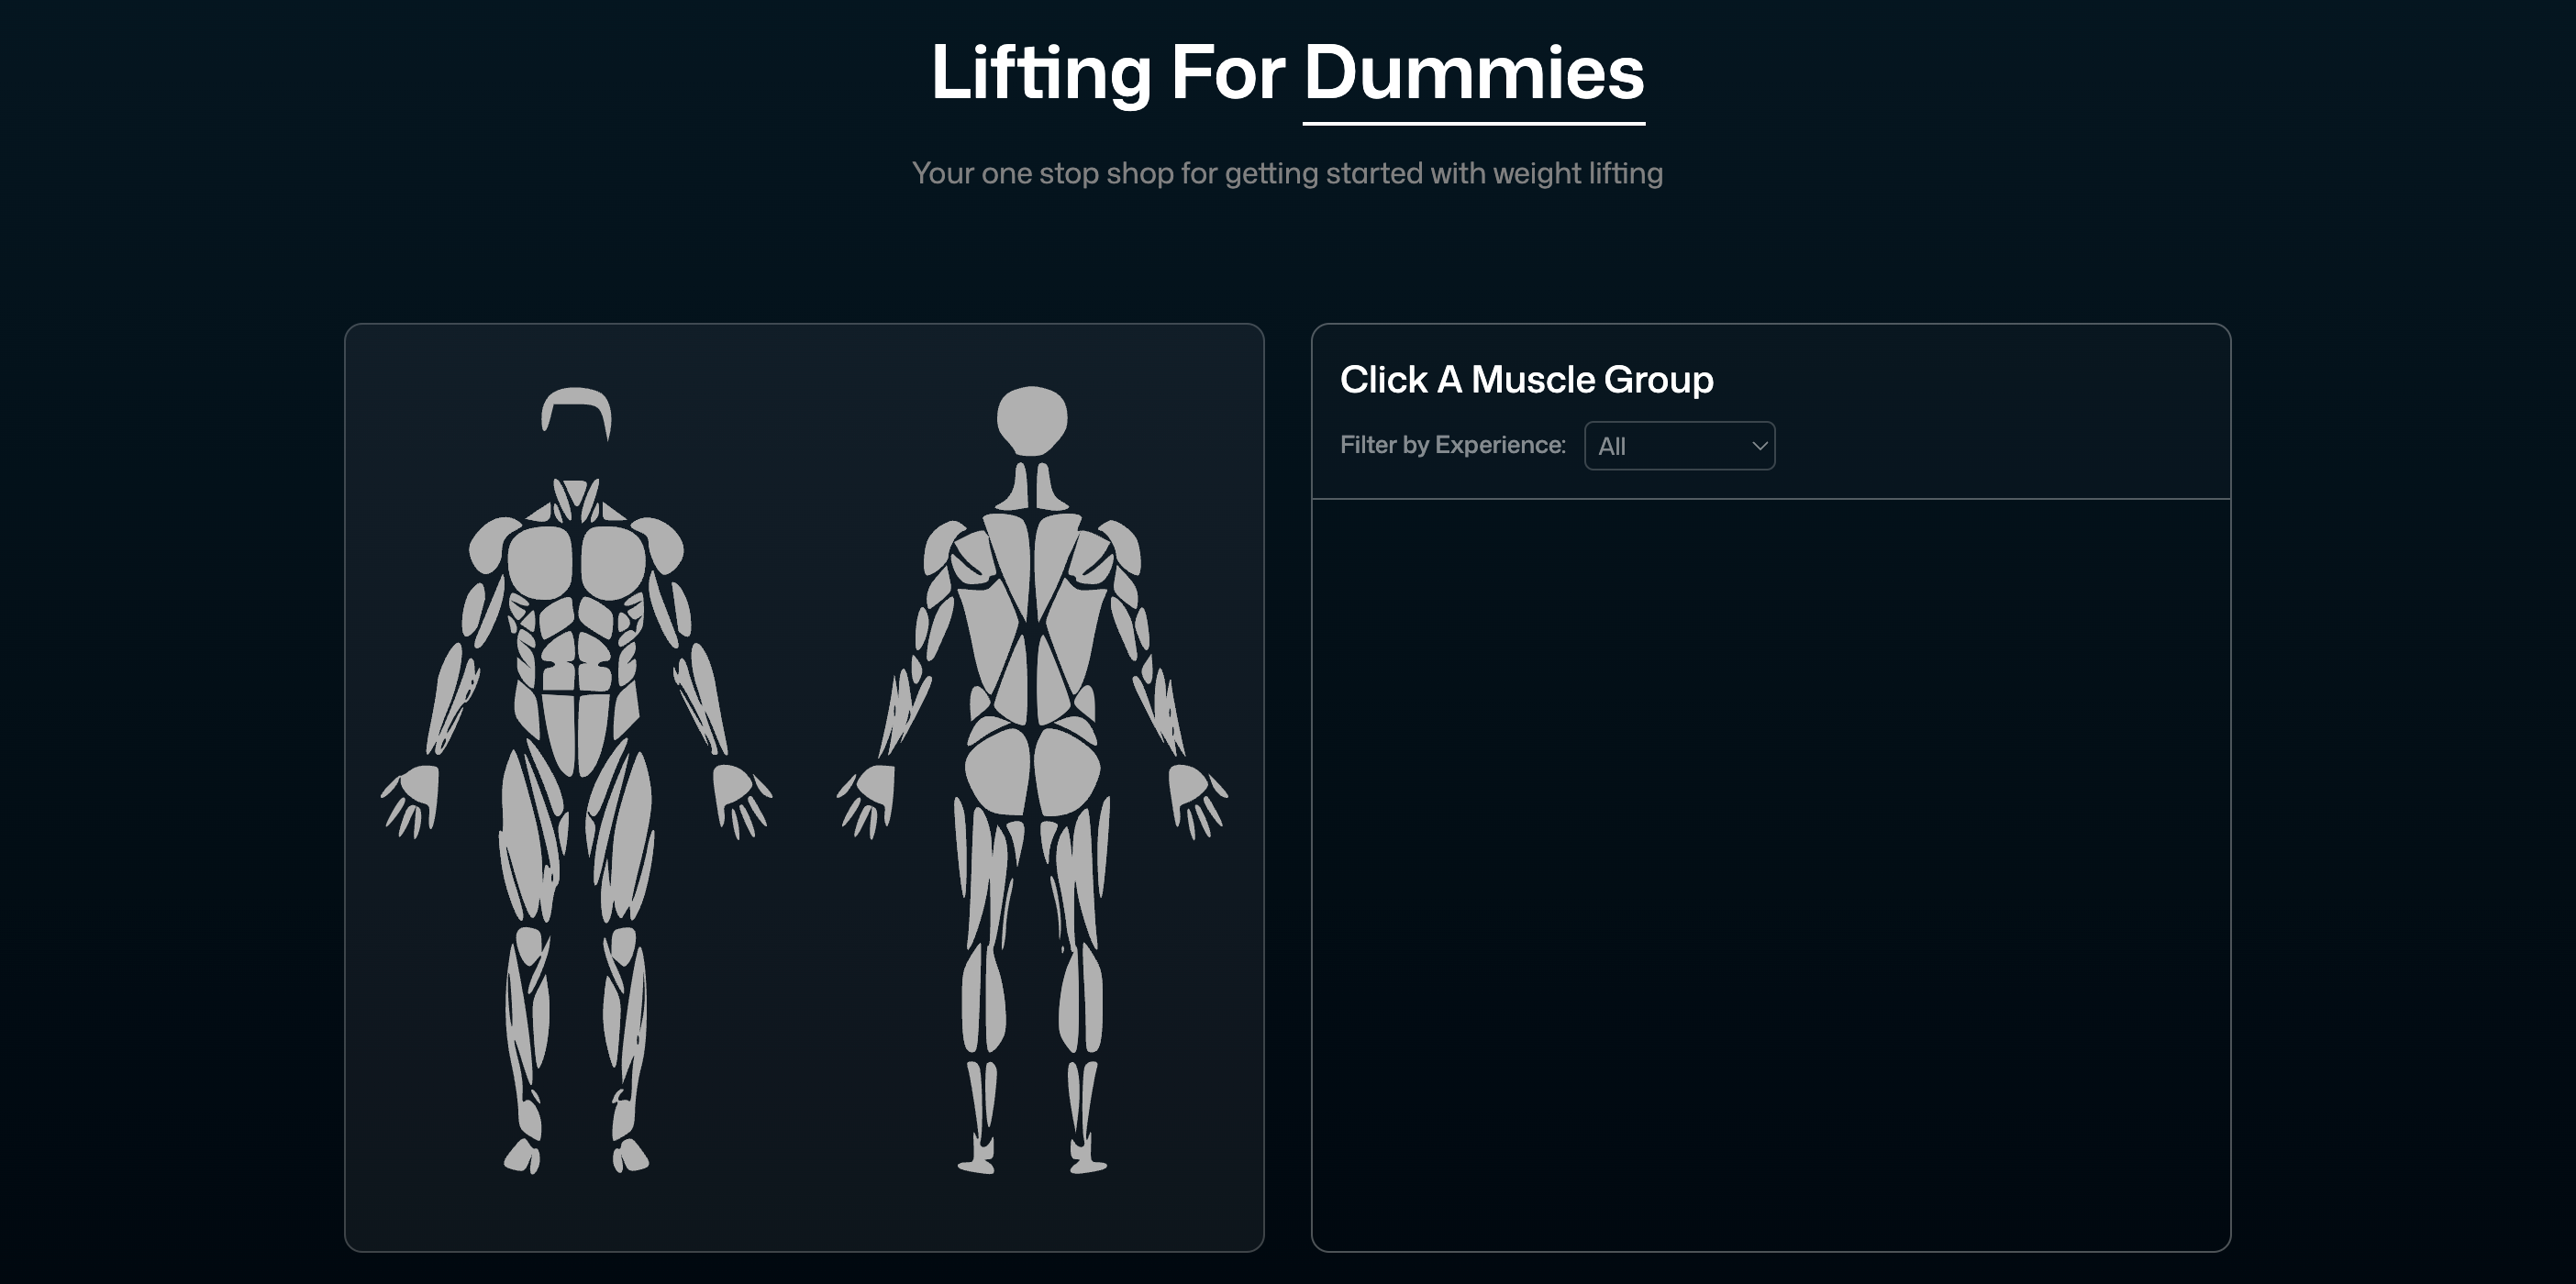 Lifting For Dummies
Your one stop shop for getting started with weight lifting
Click A Muscle Group
Filter by Experience: All